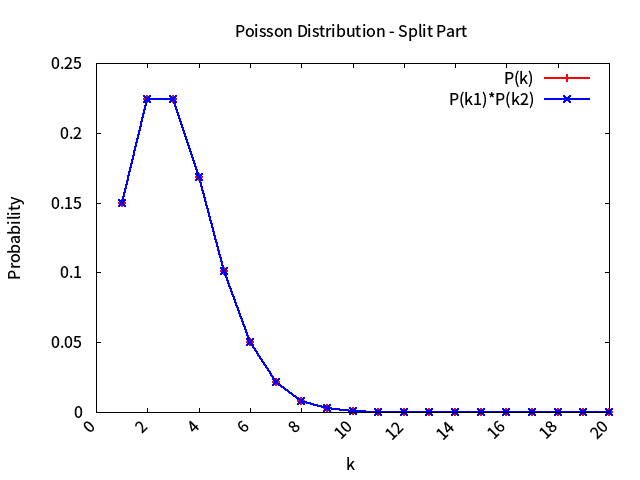 Poisson Distribution - Split Part
P(k)
P(k1)*P(k2)
0.25
0.2
0.15
0.1
0.05
0
Probability
0 2 4 6 8 10 12 14 16 18 20
k